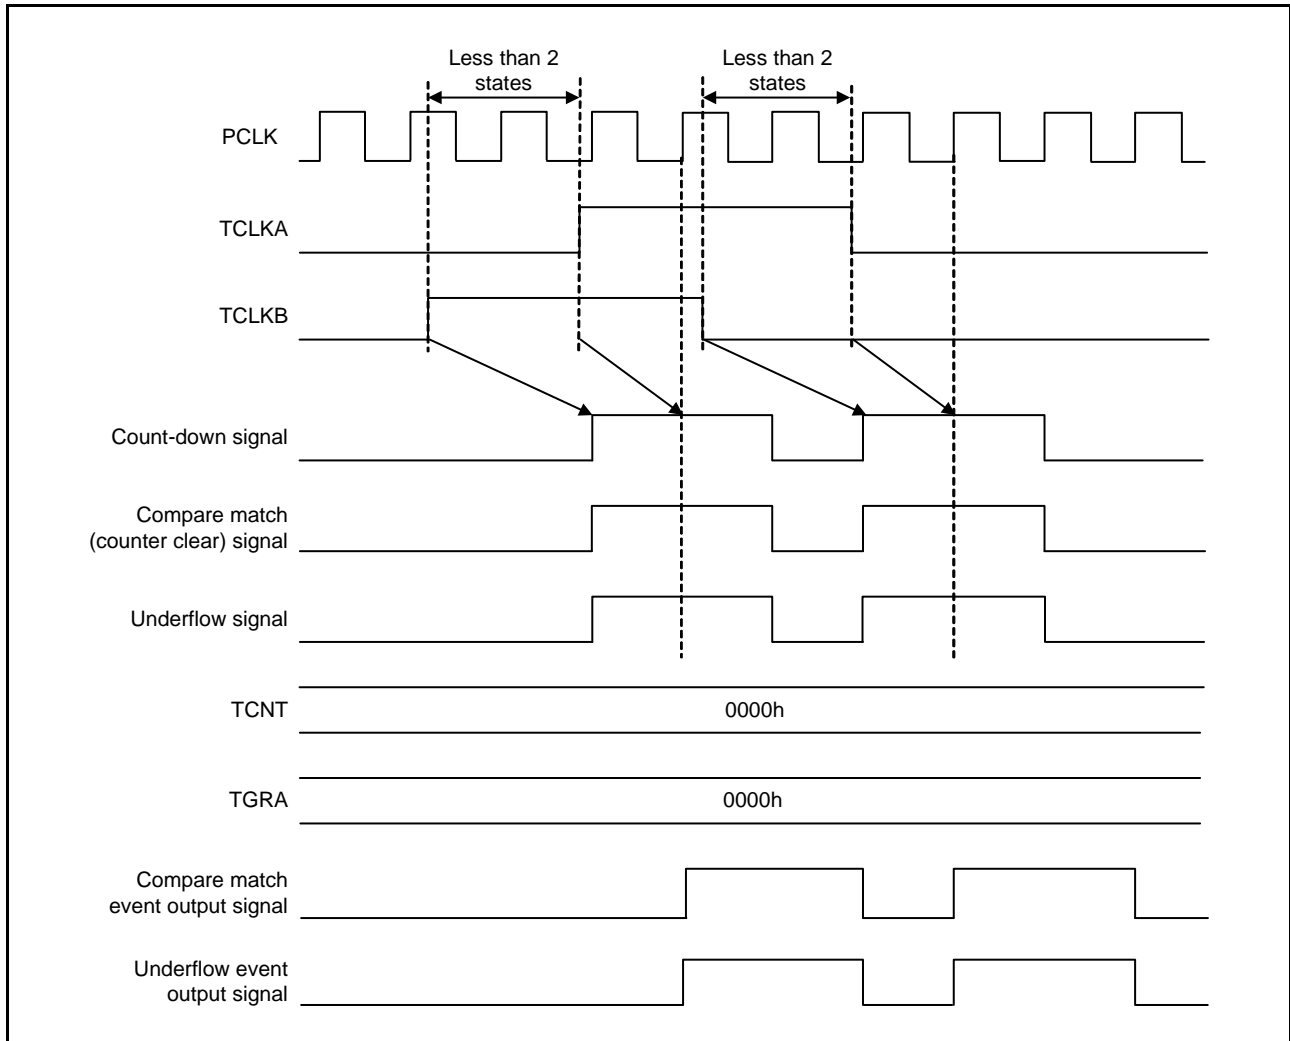 Less than 2
states
Less than 2
states
PCLK
TCLKA
TCLKB
Count-down signal
Compare match
(counter clear) signal
Underflow signal
TCNT
0000h
TGRA
0000h
Compare match
event output signal
Underflow event
output signal